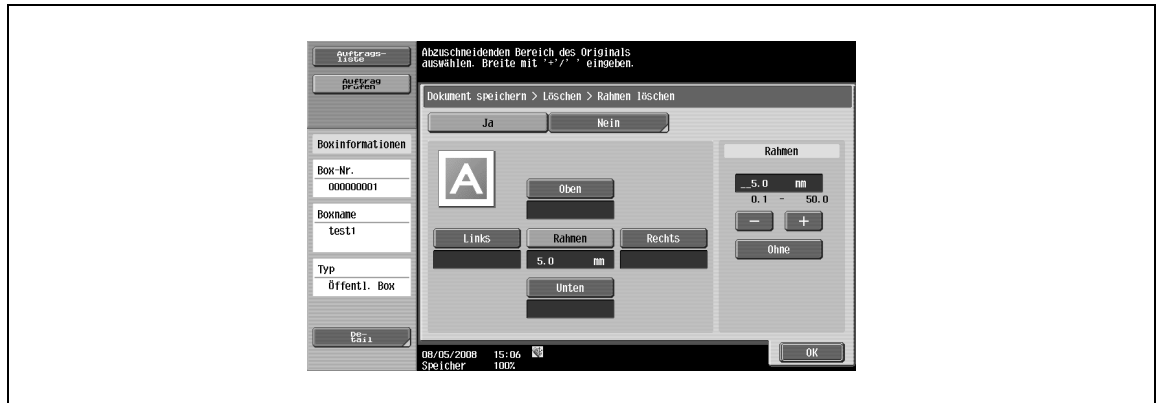 Auftrags-
liste
Auftrag
prüfen
Abzuschneidenden Bereich des Originals
auswählen. Breite mit '+'/' ' eingeben.
Dokument speichern > Löschen > Rahmen löschen
Ja
Nein
Boxinformationen
Box-Nr.
000000001
Boxname
test1
Typ
Öffentl. Box
De-
tail
A
Oben
Links
Rahmen
Rechts
5.0 mm
Unten
Rahmen
__5.0 mm
0.1 - 50.0
− +
Ohne
08/05/2008 15:06
Speicher 100%
OK